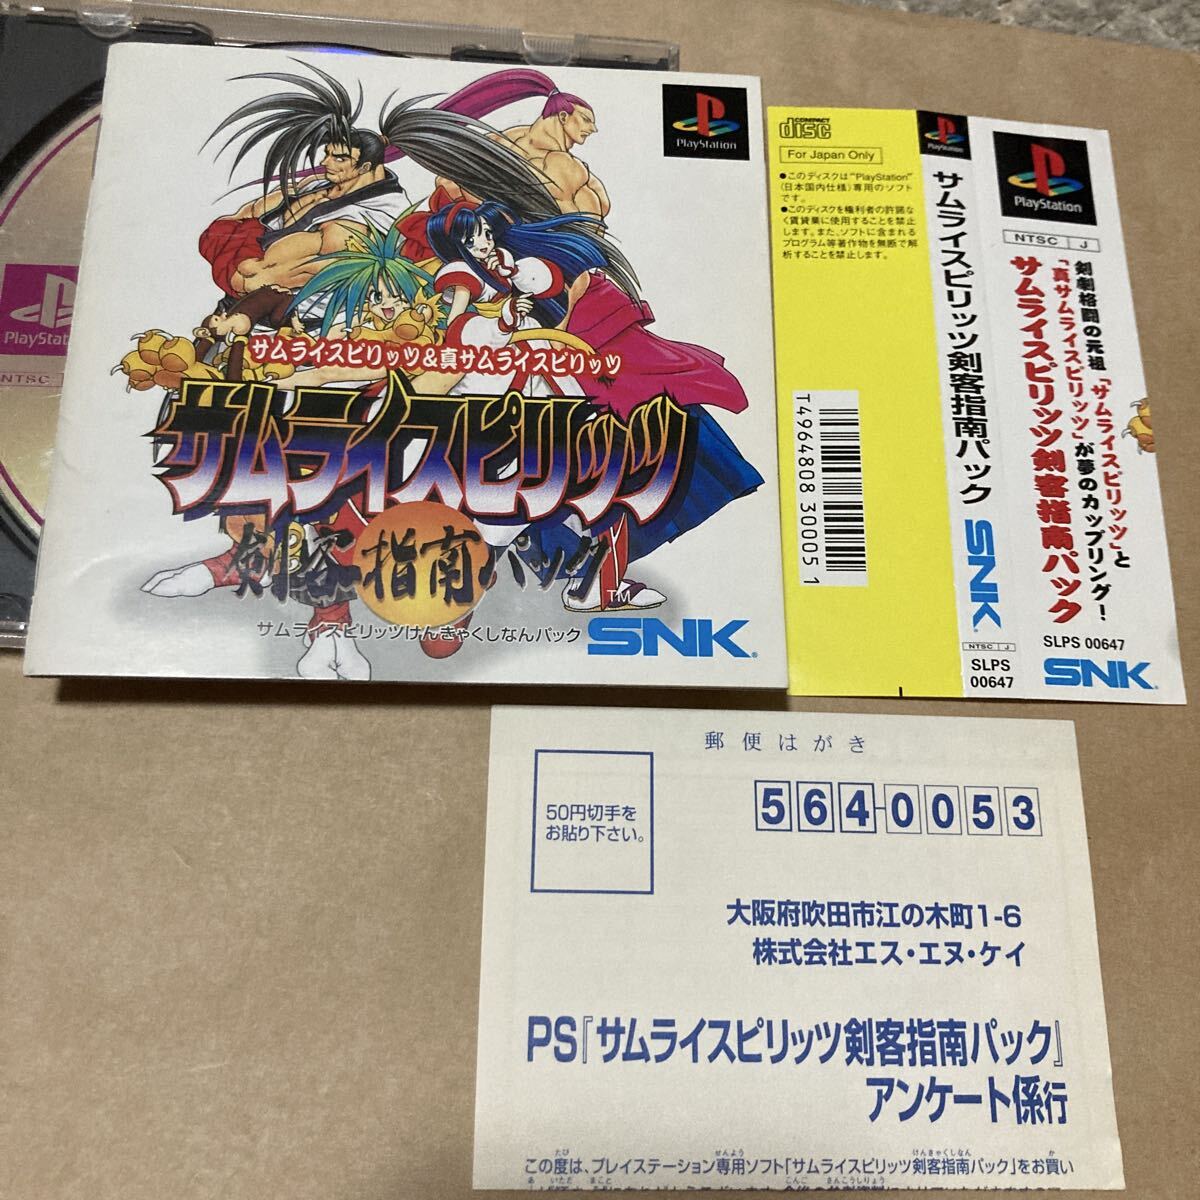 PlayStation
NTSC
PlayStation
サムライスピリッツ&真サムライスピリッツ
サムライスピリッツ
剣客指南パック
TM
サムライスピリッツけんきゃくしなんパック
SNK
COMPACT
disc
For Japan Only
●このディスクは"PlayStation"
(日本国内仕様)専用のソフト
です。
●このディスクを権利者の許諾な
く賃貸業に使用することを禁止
します。また、ソフトに含まれる
プログラム等著作物を無断で解
析することを禁止します。
T4964808 300051
PlayStation
サムライスピリッツ剣客指南パック
SNK
NTSC J
SLPS
00647
PlayStation
NTSC J
剣劇格闘の元祖「サムライスピリッツ」と
「真サムライスピリッツ」が夢のカップリング!
サムライスピリッツ剣客指南パック
SLPS 00647
SNK
郵便はがき
50円切手を
お貼り下さい。
564-0053
大阪府吹田市江の木町1-6
株式会社エス・エヌ・ケイ
PS『サムライスピリッツ剣客指南パック』
アンケート係行
この度は、プレイステーション専用ソフト「サムライスピリッツ剣客指南パック」をお買い